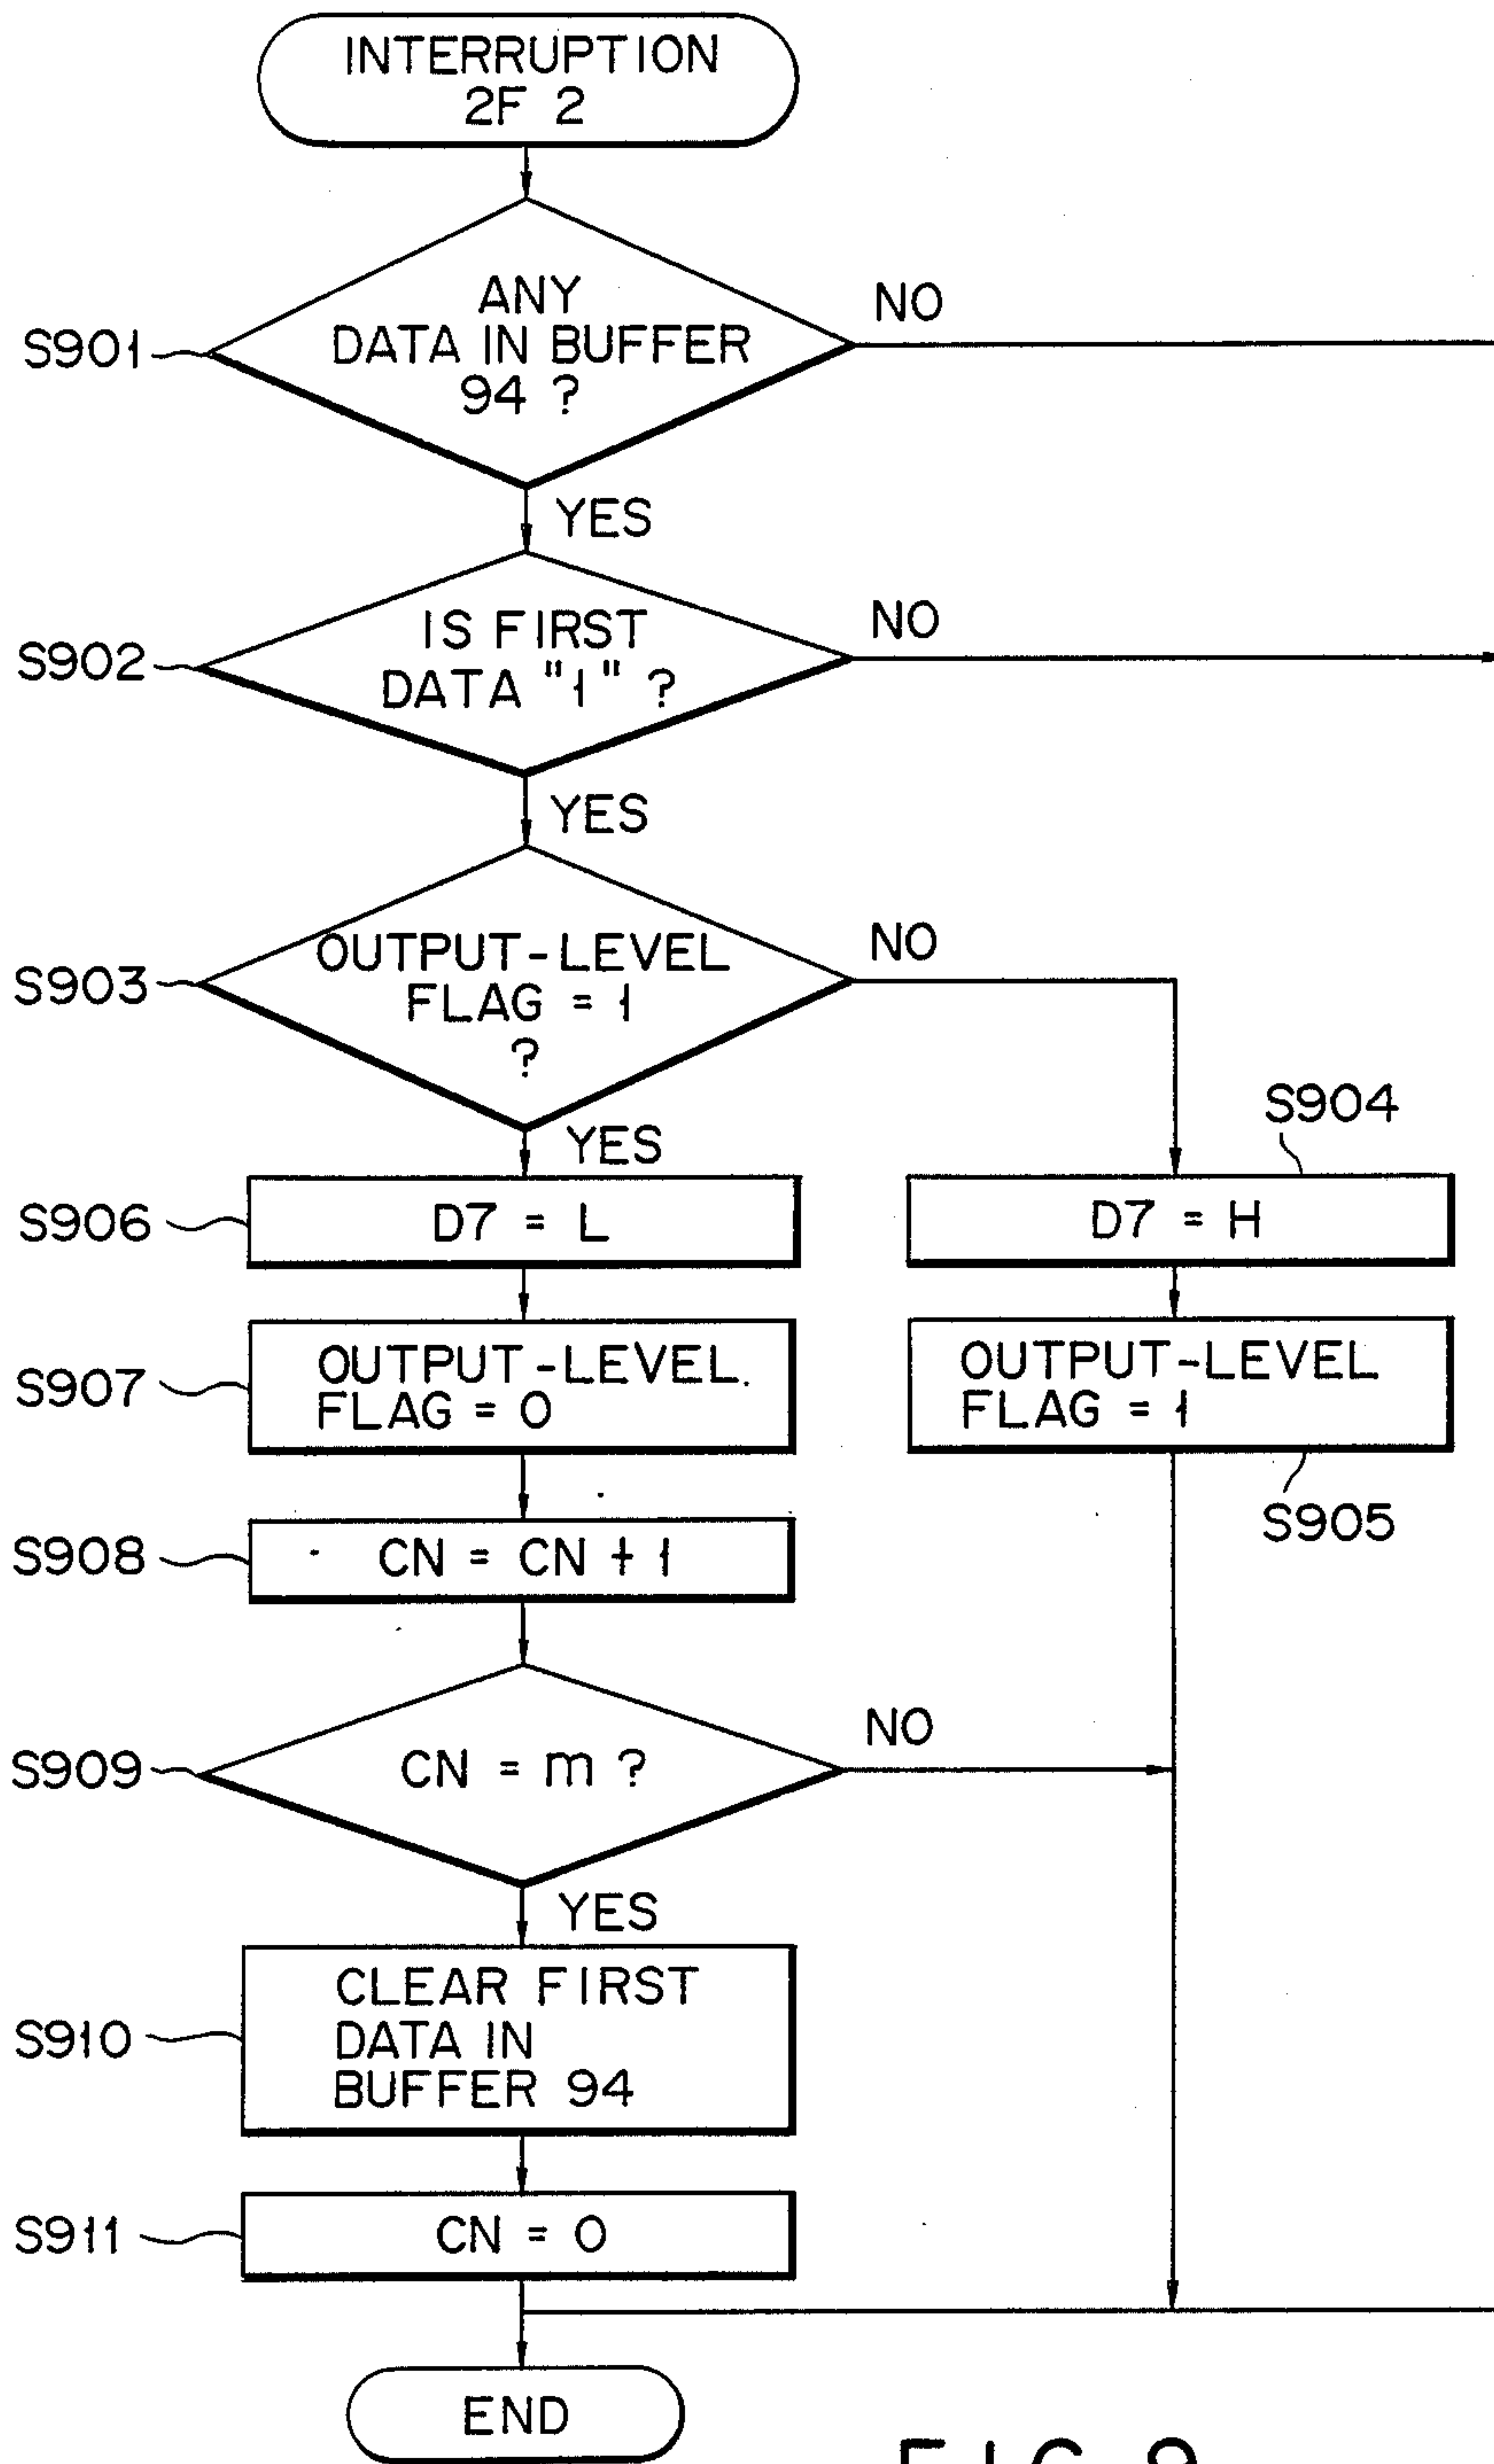 INTERRUPTION
2F 2
ANY
DATA IN BUFFER
94 ?
NO
S901
YES
IS FIRST
DATA "1" ?
NO
S902
YES
OUTPUT-LEVEL
FLAG = 1
?
NO
S903
YES
S904
S906
D7 = L
D7 = H
S907
OUTPUT-LEVEL.
FLAG = 0
OUTPUT-LEVEL
FLAG = 1
S905
S908
CN = CN + 1
S909
CN = m ?
NO
YES
S910
CLEAR FIRST
DATA IN
BUFFER 94
S911
CN = 0
END
FIG.9